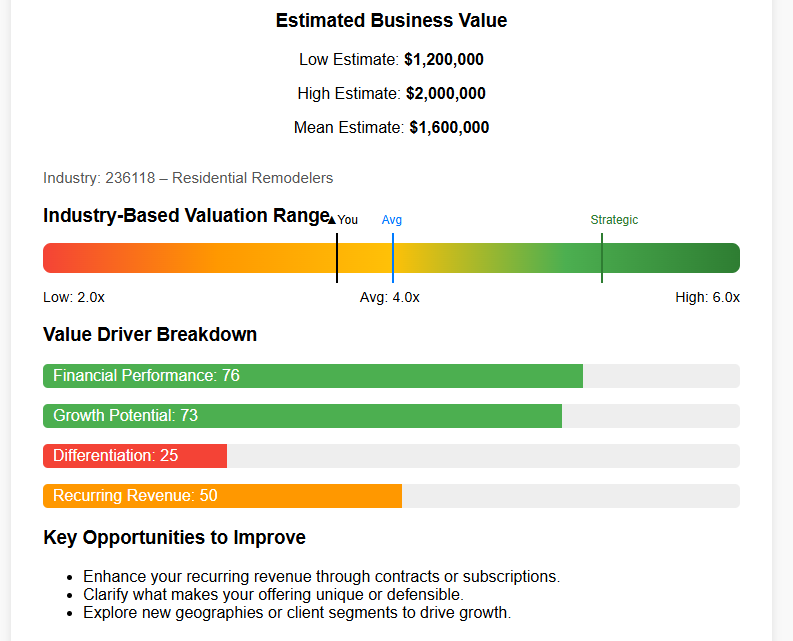 Estimated Business Value
Low Estimate: $1,200,000
High Estimate: $2,000,000
Mean Estimate: $1,600,000
Industry: 236118 – Residential Remodelers
Industry-Based Valuation Range
▲You
Avg
Strategic
Low: 2.0x
Avg: 4.0x
High: 6.0x
Value Driver Breakdown
Financial Performance: 76
Growth Potential: 73
Differentiation: 25
Recurring Revenue: 50
Key Opportunities to Improve
• Enhance your recurring revenue through contracts or subscriptions.
• Clarify what makes your offering unique or defensible.
• Explore new geographies or client segments to drive growth.